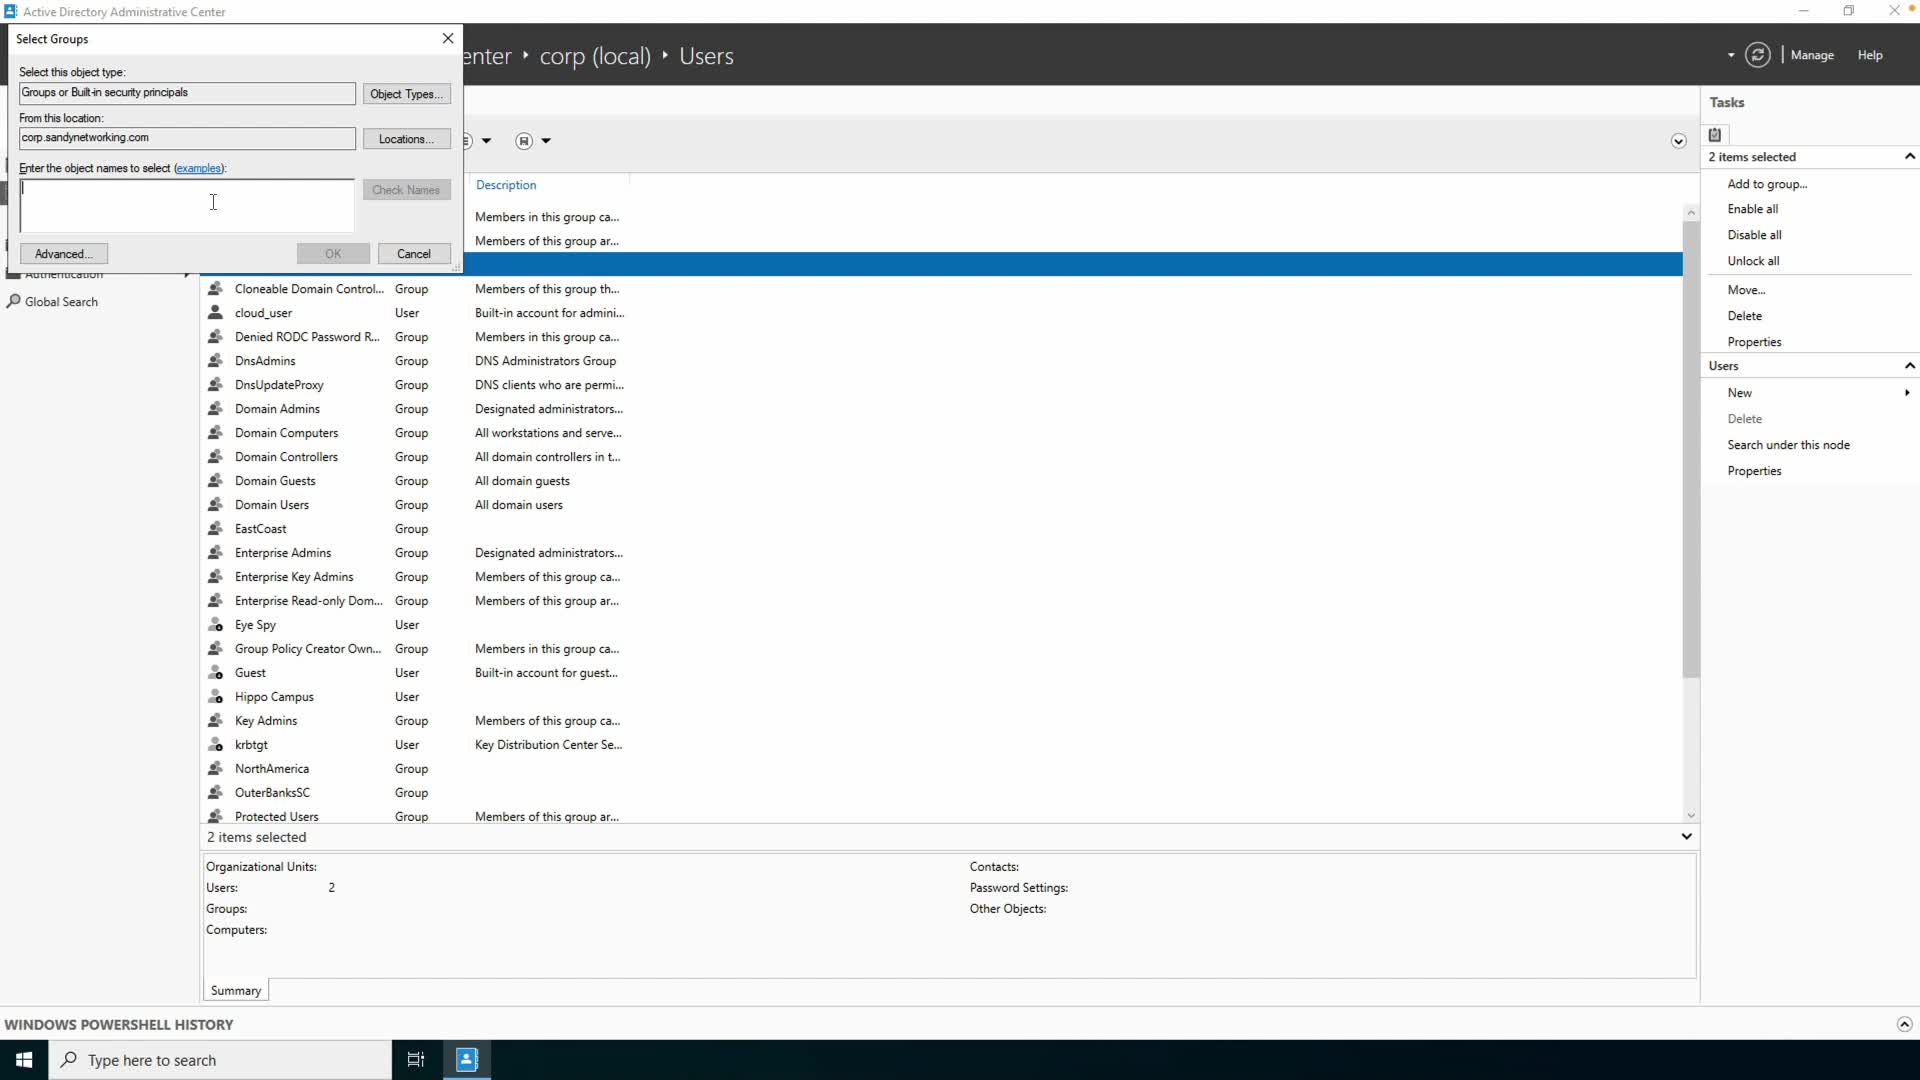 Active Directory Administrative Center
Select Groups
Select this object type:
Groups or Built-in security principals
Object Types...
From this location:
corp.sandynetworking.com
Locations...
Enter the object names to select (examples):
Check Names
Advanced...
OK
Cancel
enter corp (local) Users
Manage
Help
Authentication
Global Search
Description
Members in this group ca...
Members of this group ar...
Cloneable Domain Control... Group Members of this group th...
cloud_user User Built-in account for admini...
Denied RODC Password R... Group Members in this group ca...
DnsAdmins Group DNS Administrators Group
DnsUpdateProxy Group DNS clients who are permi...
Domain Admins Group Designated administrators...
Domain Computers Group All workstations and serve...
Domain Controllers Group All domain controllers in t...
Domain Guests Group All domain guests
Domain Users Group All domain users
EastCoast Group
Enterprise Admins Group Designated administrators...
Enterprise Key Admins Group Members of this group ca...
Enterprise Read-only Dom... Group Members of this group ar...
Eye Spy User
Group Policy Creator Own... Group Members in this group ca...
Guest User Built-in account for guest...
Hippo Campus User
Key Admins Group Members of this group ca...
krbtgt User Key Distribution Center Se...
NorthAmerica Group
OuterBanksSC Group
Protected Users Group Members of this group ar...
2 items selected
Organizational Units:
Users: 2
Groups:
Computers:
Contacts:
Password Settings:
Other Objects:
Summary
Tasks
2 items selected
Add to group...
Enable all
Disable all
Unlock all
Move...
Delete
Properties
Users
New
Delete
Search under this node
Properties
WINDOWS POWERSHELL HISTORY
Type here to search